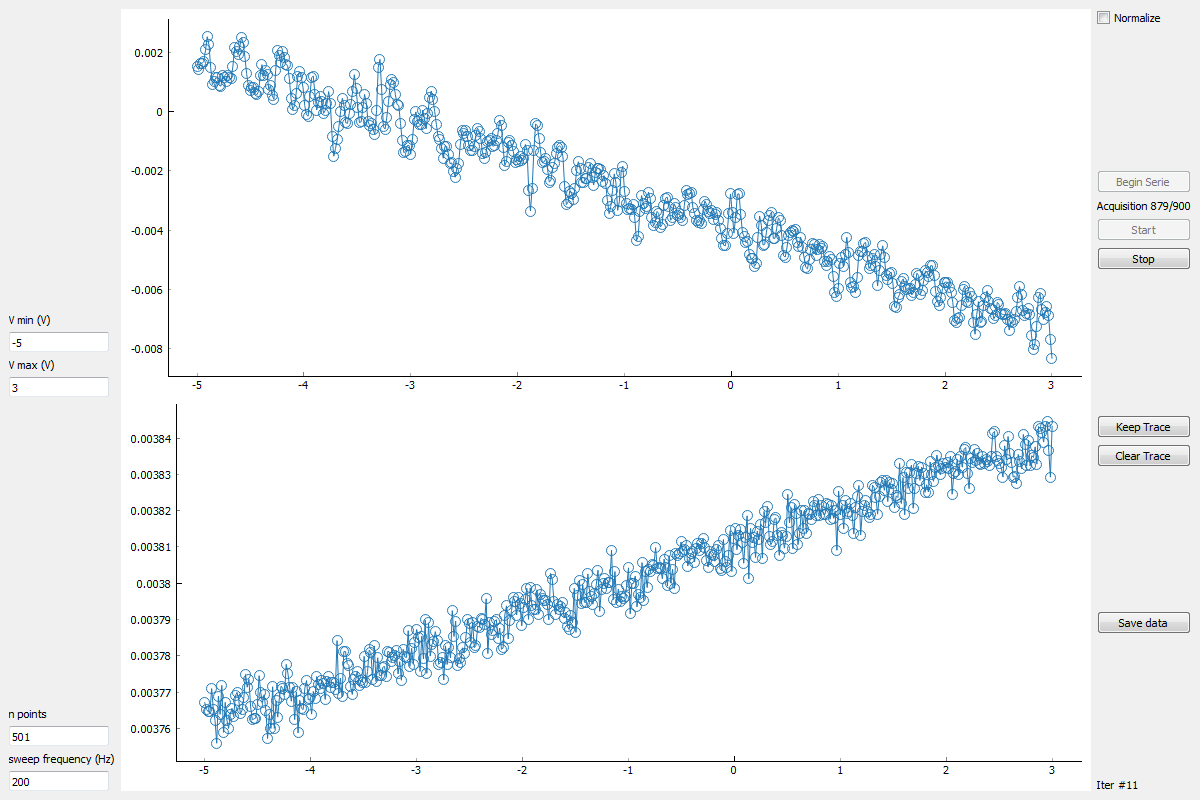 Normalize
0.002
0
-0.002
-0.004
-0.006
-0.008
-5
-4
-3
-2
-1
0
1
2
3
Begin Serie
Acquisition 879/900
Start
Stop
V min (V)
-5
V max (V)
3
0.00384
0.00383
0.00382
0.00381
0.0038
0.00379
0.00378
0.00377
0.00376
-5
-4
-3
-2
-1
0
1
2
3
Keep Trace
Clear Trace
Save data
n points
501
sweep frequency (Hz)
200
Iter #11